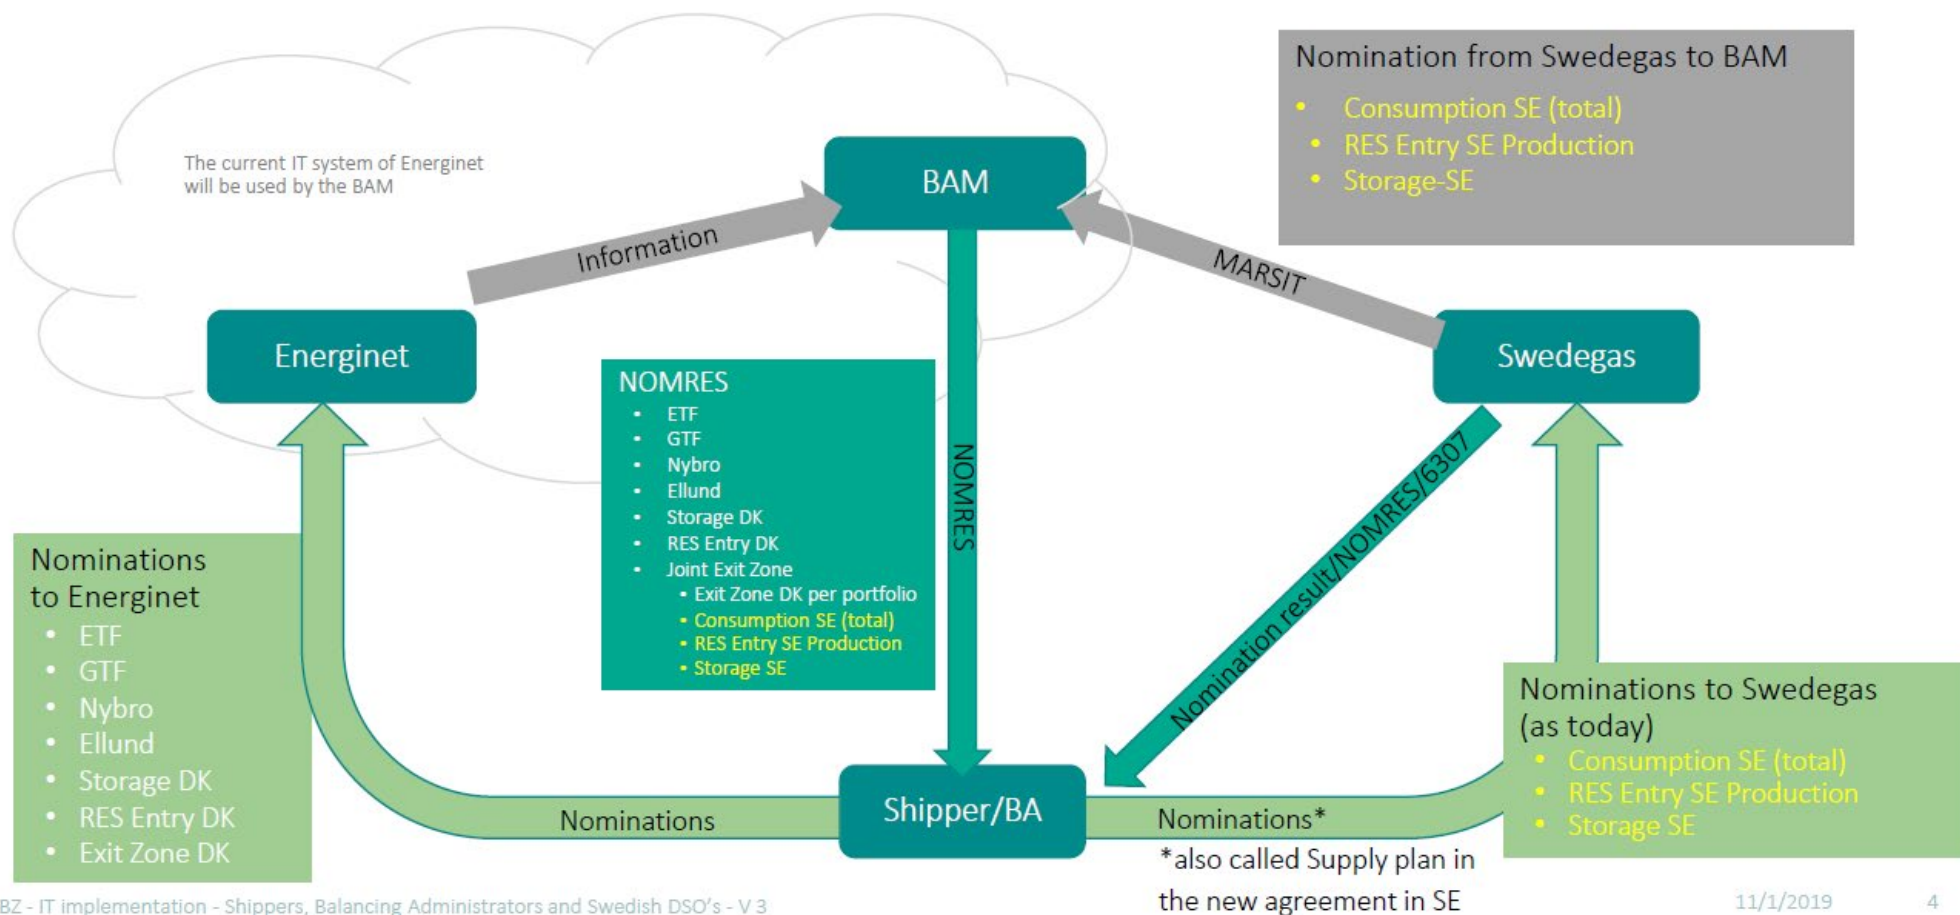 Nomination from Swedegas to BAM
• Consumption SE (total)
• RES Entry SE Production
• Storage-SE
The current IT system of Energinet
will be used by the BAM
BAM
Information
MARSIT
Energinet
Swedegas
NOMRES
• ETF
• GTF
• Nybro
• Ellund
• Storage DK
• RES Entry DK
• Joint Exit Zone
• Exit Zone DK per portfolio
• Consumption SE (total)
• RES Entry SE Production
• Storage SE
NOMRES
Nomination result/NOMRES/6307
Nominations
to Energinet
• ETF
• GTF
• Nybro
• Ellund
• Storage DK
• RES Entry DK
• Exit Zone DK
Nominations to Swedegas
(as today)
• Consumption SE (total)
• RES Entry SE Production
• Storage SE
Nominations
Shipper/BA
Nominations*
*also called Supply plan in
the new agreement in SE
BZ - IT implementation - Shippers, Balancing Administrators and Swedish DSO's - V 3
11/1/2019
4